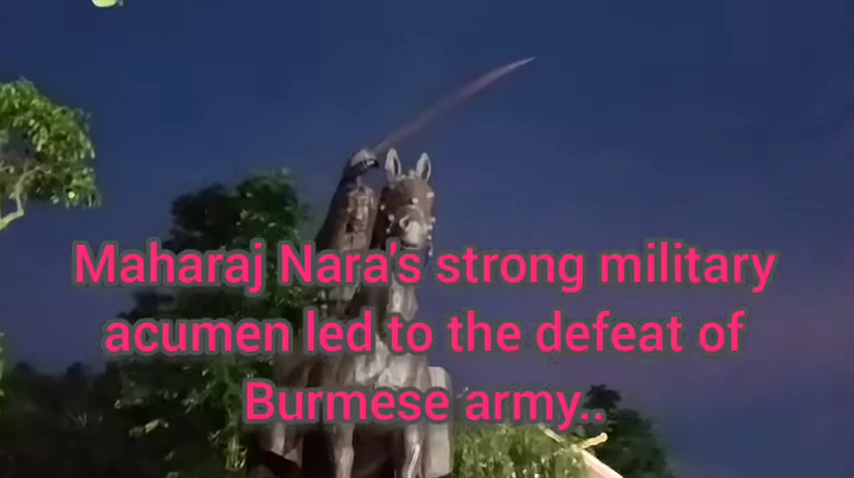 Maharaj Nara's strong military
acumen led to the defeat of
Burmese army..